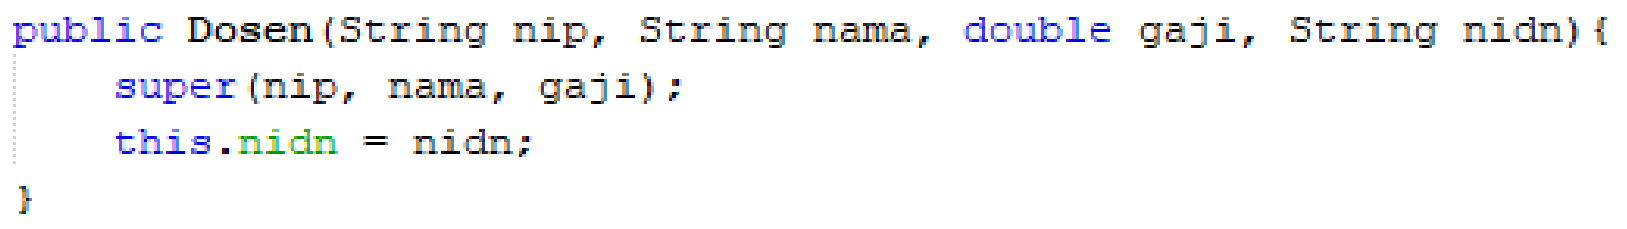 public Dosen(String nip, String nama, double gaji, String nidn){
super(nip, nama, gaji);
this.nidn = nidn;
}